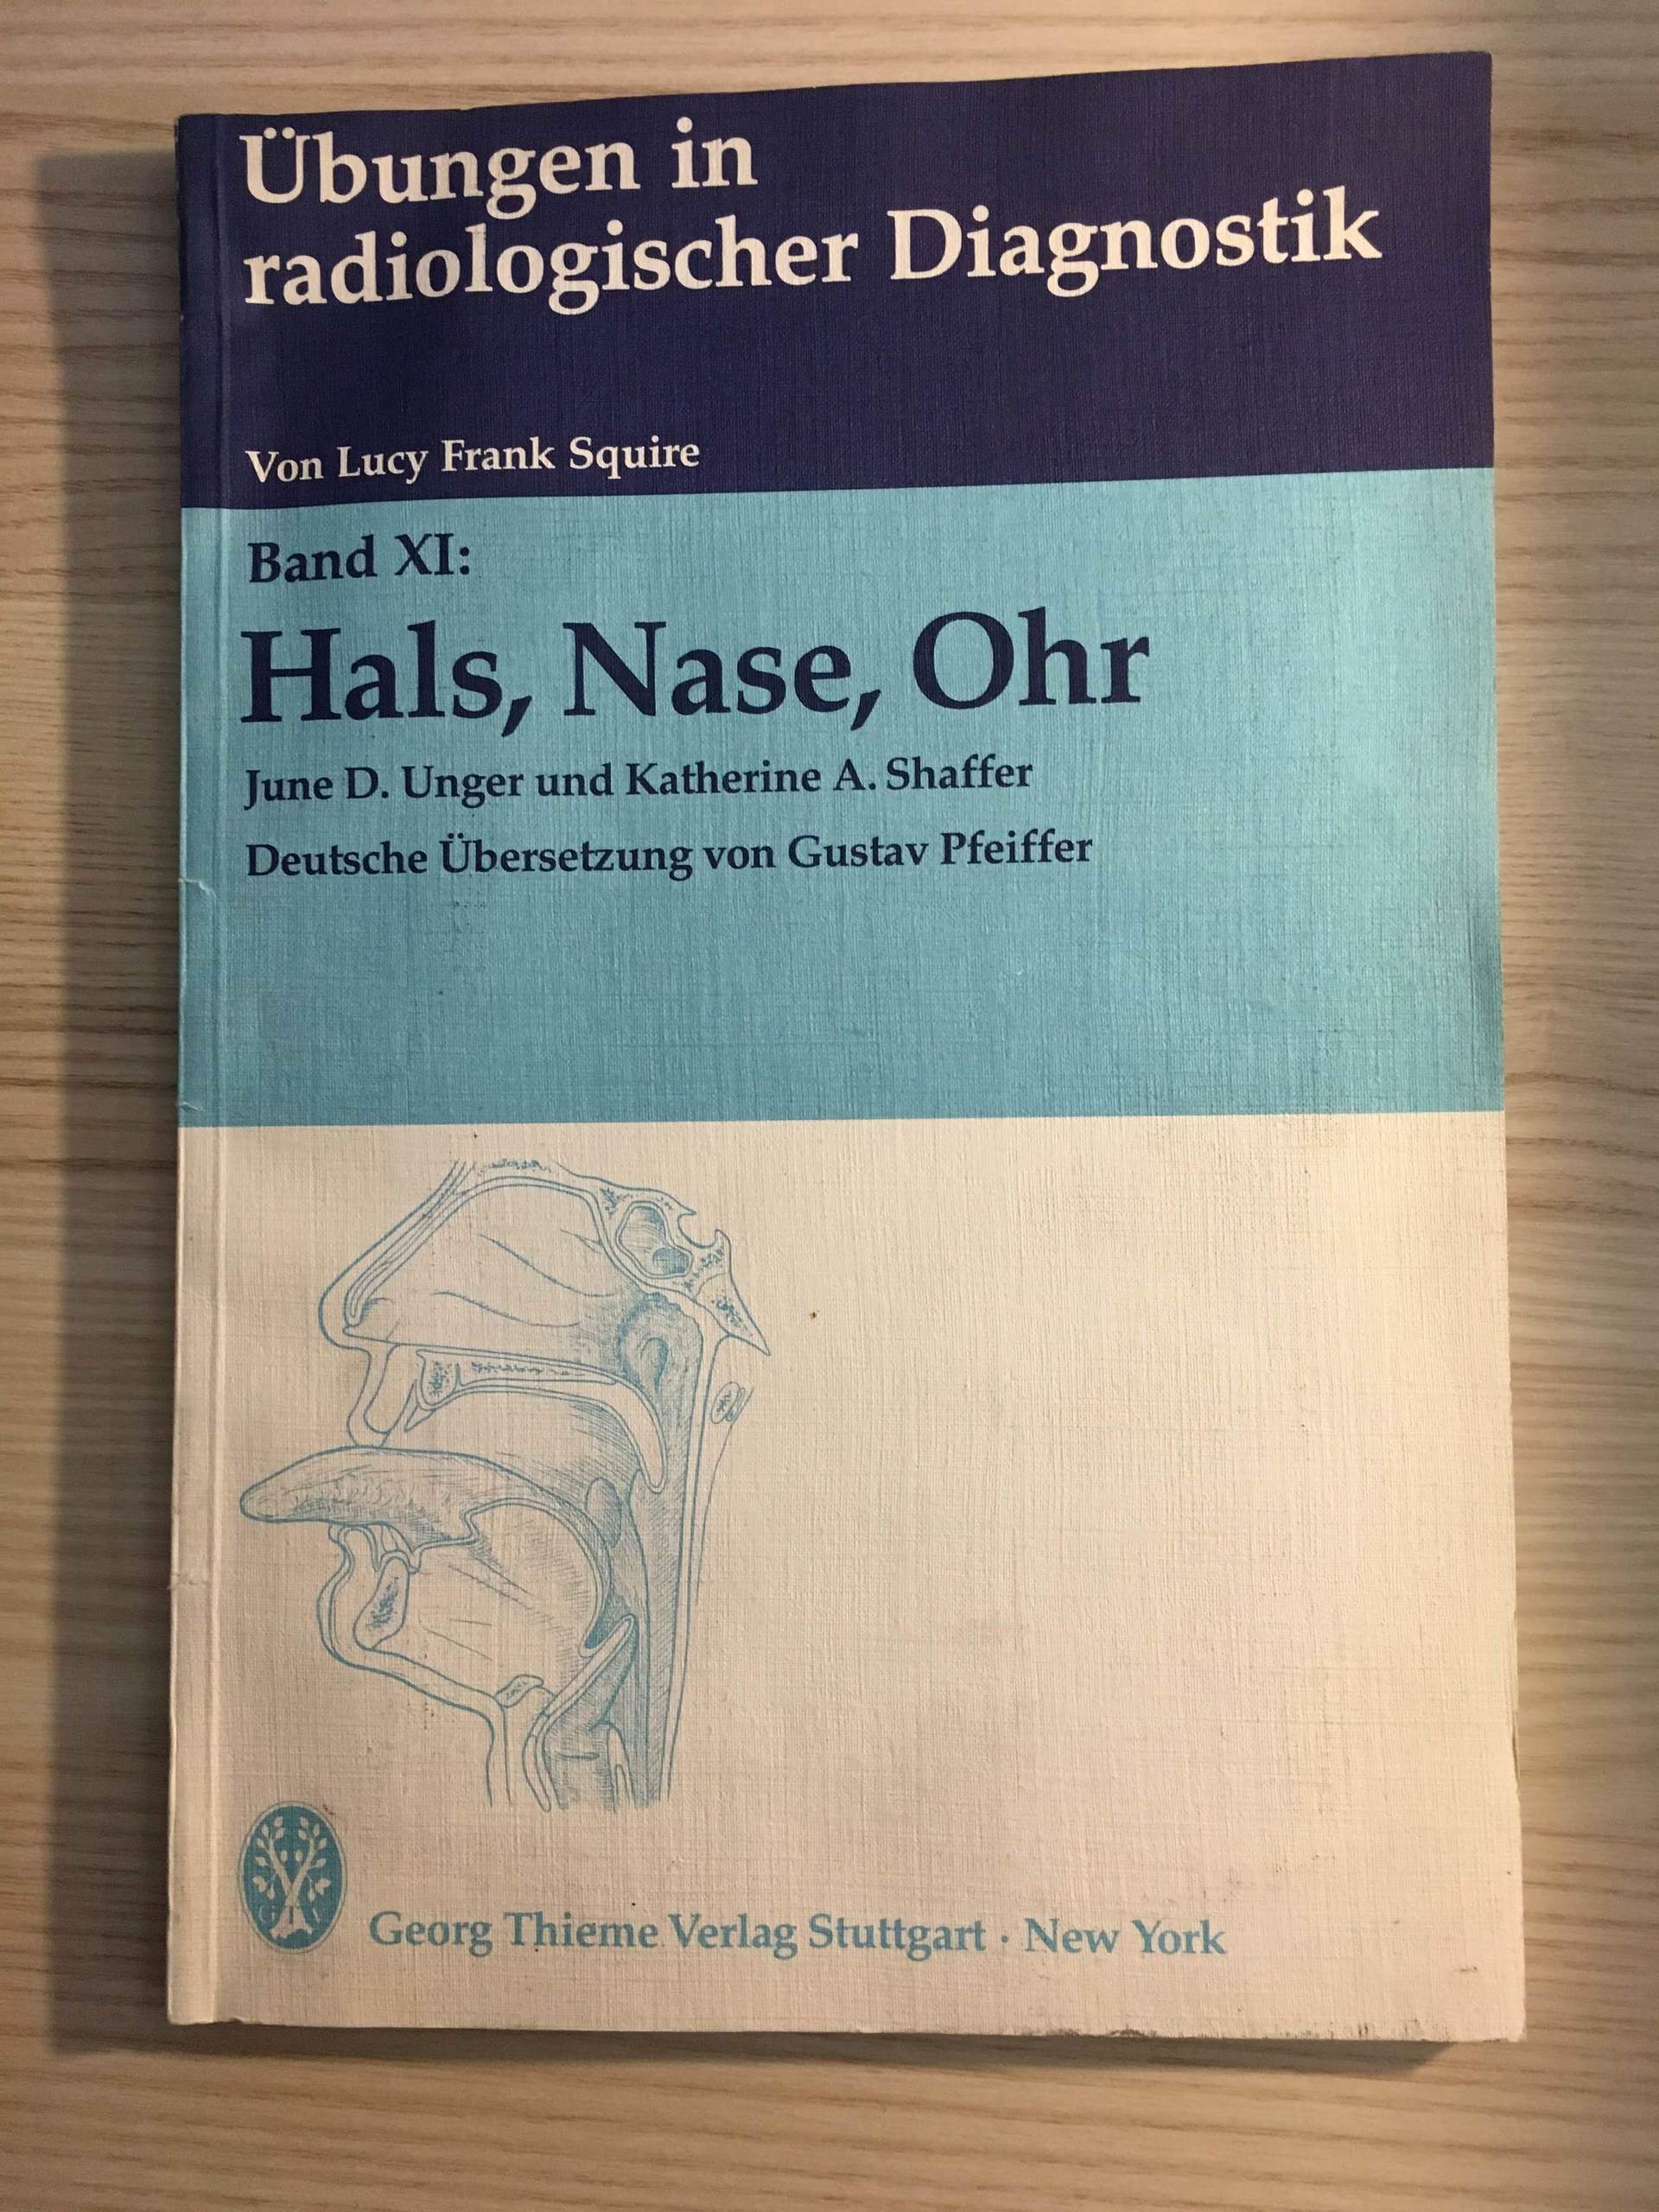 Übungen in
radiologischer Diagnostik
Von Lucy Frank Squire
Band XI:
Hals, Nase, Ohr
June D. Unger und Katherine A. Shaffer
Deutsche Übersetzung von Gustav Pfeiffer
Georg Thieme Verlag Stuttgart · New York